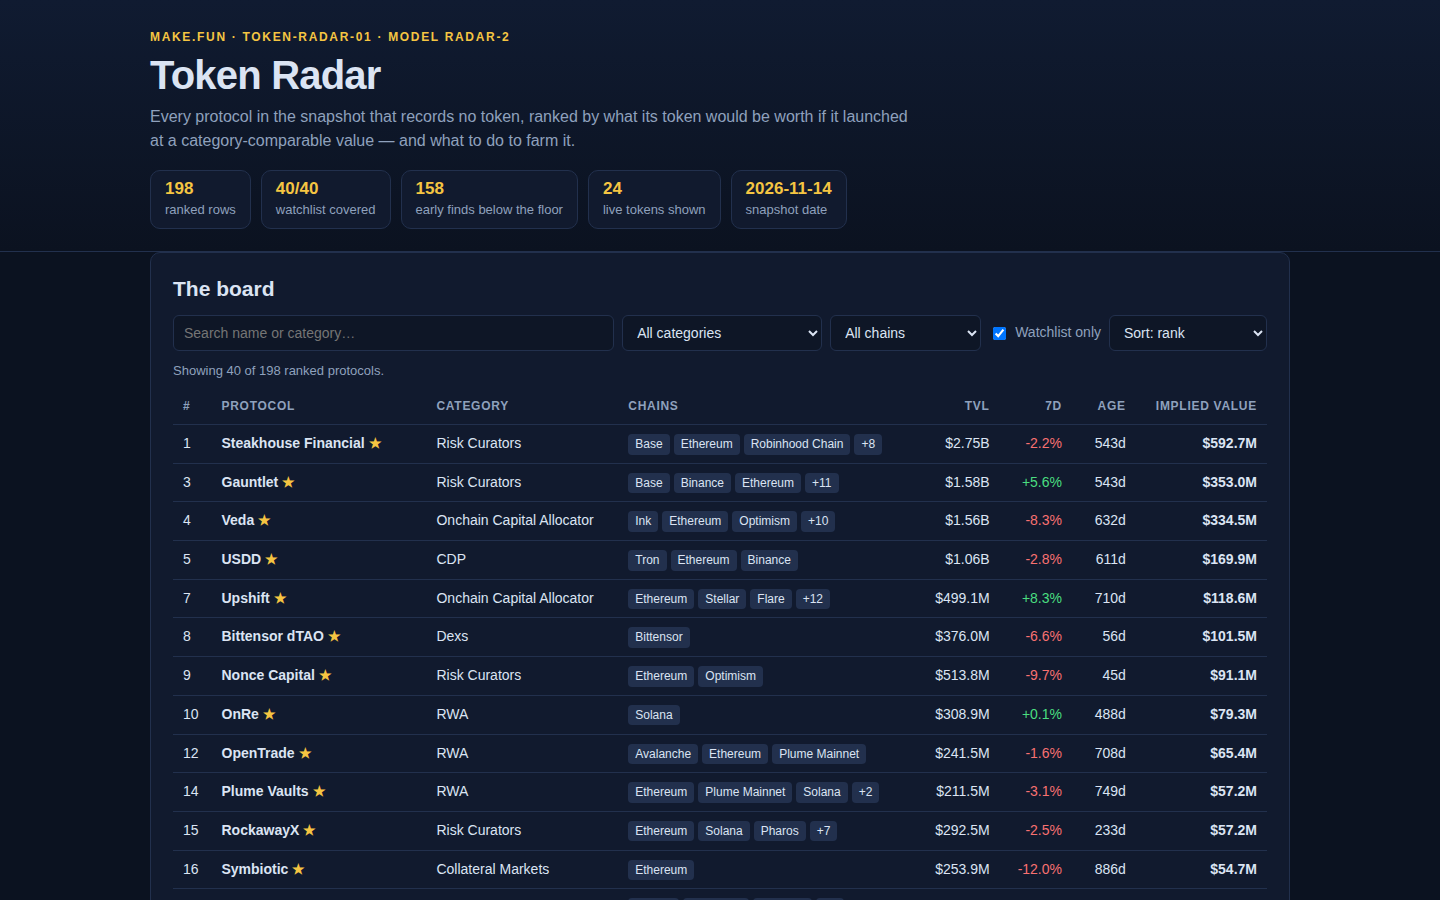 MAKE.FUN · TOKEN-RADAR-01 · MODEL RADAR-2
Token Radar
Every protocol in the snapshot that records no token, ranked by what its token would be worth if it launched
at a category-comparable value — and what to do to farm it.
198 40/40 158 24 2026-11-14
ranked rows watchlist covered early finds below the floor live tokens shown snapshot date
The board
Search name or category… All categories All chains Watchlist only Sort: rank
Showing 40 of 198 ranked protocols.
# PROTOCOL CATEGORY CHAINS TVL 7D AGE IMPLIED VALUE
1 Steakhouse Financial ★ Risk Curators Base Ethereum Robinhood Chain +8 $2.75B -2.2% 543d $592.7M
3 Gauntlet ★ Risk Curators Base Binance Ethereum +11 $1.58B +5.6% 543d $353.0M
4 Veda ★ Onchain Capital Allocator Ink Ethereum Optimism +10 $1.56B -8.3% 632d $334.5M
5 USDD ★ CDP Tron Ethereum Binance $1.06B -2.8% 611d $169.9M
7 Upshift ★ Onchain Capital Allocator Ethereum Stellar Flare +12 $499.1M +8.3% 710d $118.6M
8 Bittensor dTAO ★ Dexs Bittensor $376.0M -6.6% 56d $101.5M
9 Nonce Capital ★ Risk Curators Ethereum Optimism $513.8M -9.7% 45d $91.1M
10 OnRe ★ RWA Solana $308.9M +0.1% 488d $79.3M
12 OpenTrade ★ RWA Avalanche Ethereum Plume Mainnet $241.5M -1.6% 708d $65.4M
14 Plume Vaults ★ RWA Ethereum Plume Mainnet Solana +2 $211.5M -3.1% 749d $57.2M
15 RockawayX ★ Risk Curators Ethereum Solana Pharos +7 $292.5M -2.5% 233d $57.2M
16 Symbiotic ★ Collateral Markets Ethereum $253.9M -12.0% 886d $54.7M